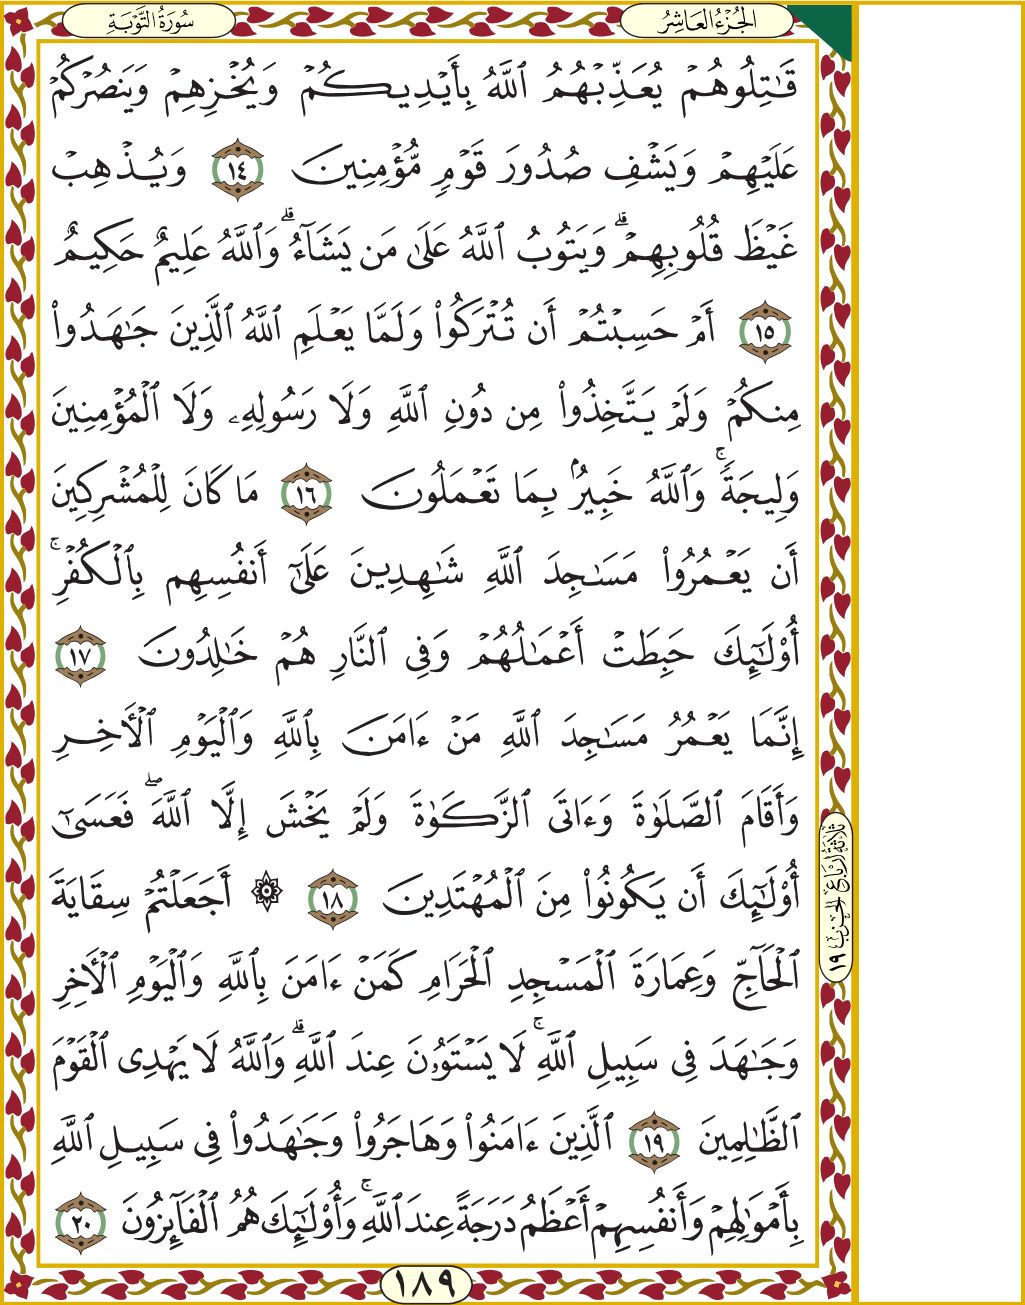 الجُزْءُ العَاشِرُ
سُورَةُ التَّوْبَةِ
قَٰتِلُوهُمْ يُعَذِّبْهُمُ ٱللَّهُ بِأَيْدِيكُمْ وَيُخْزِهِمْ وَيَنصُرْكُمْ
عَلَيْهِمْ وَيَشْفِ صُدُورَ قَوْمٍ مُّؤْمِنِينَ ١٤ وَيُذْهِبْ
غَيْظَ قُلُوبِهِمْ ۗ وَيَتُوبُ ٱللَّهُ عَلَىٰ مَن يَشَآءُ ۗ وَٱللَّهُ عَلِيمٌ حَكِيمٌ
١٥ أَمْ حَسِبْتُمْ أَن تُتْرَكُوا۟ وَلَمَّا يَعْلَمِ ٱللَّهُ ٱلَّذِينَ جَٰهَدُوا۟
مِنكُمْ وَلَمْ يَتَّخِذُوا۟ مِن دُونِ ٱللَّهِ وَلَا رَسُولِهِۦ وَلَا ٱلْمُؤْمِنِينَ
وَلِيجَةً ۚ وَٱللَّهُ خَبِيرٌۢ بِمَا تَعْمَلُونَ ١٦ مَا كَانَ لِلْمُشْرِكِينَ
أَن يَعْمُرُوا۟ مَسَٰجِدَ ٱللَّهِ شَٰهِدِينَ عَلَىٰٓ أَنفُسِهِم بِٱلْكُفْرِ ۚ
أُو۟لَٰٓئِكَ حَبِطَتْ أَعْمَٰلُهُمْ وَفِى ٱلنَّارِ هُمْ خَٰلِدُونَ ١٧
إِنَّمَا يَعْمُرُ مَسَٰجِدَ ٱللَّهِ مَنْ ءَامَنَ بِٱللَّهِ وَٱلْيَوْمِ ٱلْأَخِرِ
وَأَقَامَ ٱلصَّلَوٰةَ وَءَاتَى ٱلزَّكَوٰةَ وَلَمْ يَخْشَ إِلَّا ٱللَّهَ ۖ فَعَسَىٰٓ
أُو۟لَٰٓئِكَ أَن يَكُونُوا۟ مِنَ ٱلْمُهْتَدِينَ ١٨ ۞ أَجَعَلْتُمْ سِقَايَةَ
ٱلْحَآجِّ وَعِمَارَةَ ٱلْمَسْجِدِ ٱلْحَرَامِ كَمَنْ ءَامَنَ بِٱللَّهِ وَٱلْيَوْمِ ٱلْأَخِرِ
وَجَٰهَدَ فِى سَبِيلِ ٱللَّهِ ۚ لَا يَسْتَوُۥنَ عِندَ ٱللَّهِ ۗ وَٱللَّهُ لَا يَهْدِى ٱلْقَوْمَ
ٱلظَّٰلِمِينَ ١٩ ٱلَّذِينَ ءَامَنُوا۟ وَهَاجَرُوا۟ وَجَٰهَدُوا۟ فِى سَبِيلِ ٱللَّهِ
بِأَمْوَٰلِهِمْ وَأَنفُسِهِمْ أَعْظَمُ دَرَجَةً عِندَ ٱللَّهِ ۚ وَأُو۟لَٰٓئِكَ هُمُ ٱلْفَآئِزُونَ ٢٠
ثَلَاثَةُ أَرْبَاعِ الحِزْبِ ١٩
١٨٩